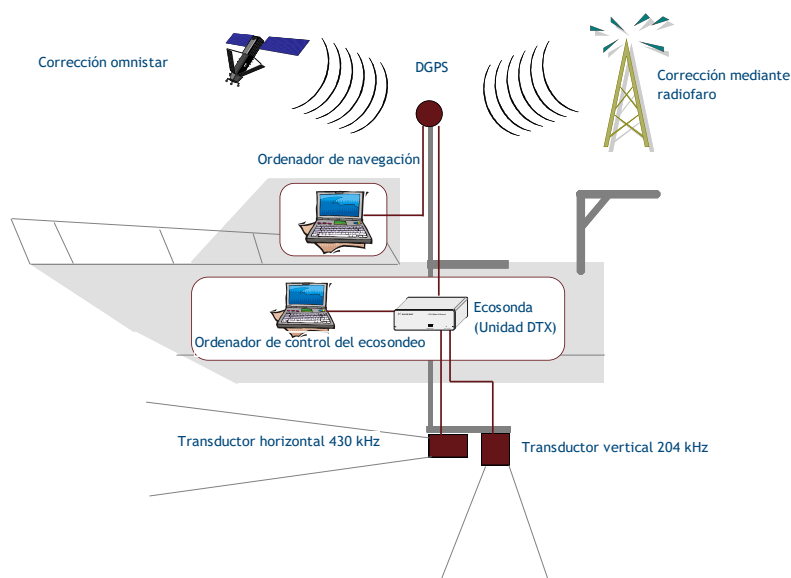 Corrección omnistar
DGPS
Corrección mediante
radiofaro
Ordenador de navegación
Ecosonda
(Unidad DTX)
Ordenador de control del ecosondeo
Transductor horizontal 430 kHz
Transductor vertical 204 kHz